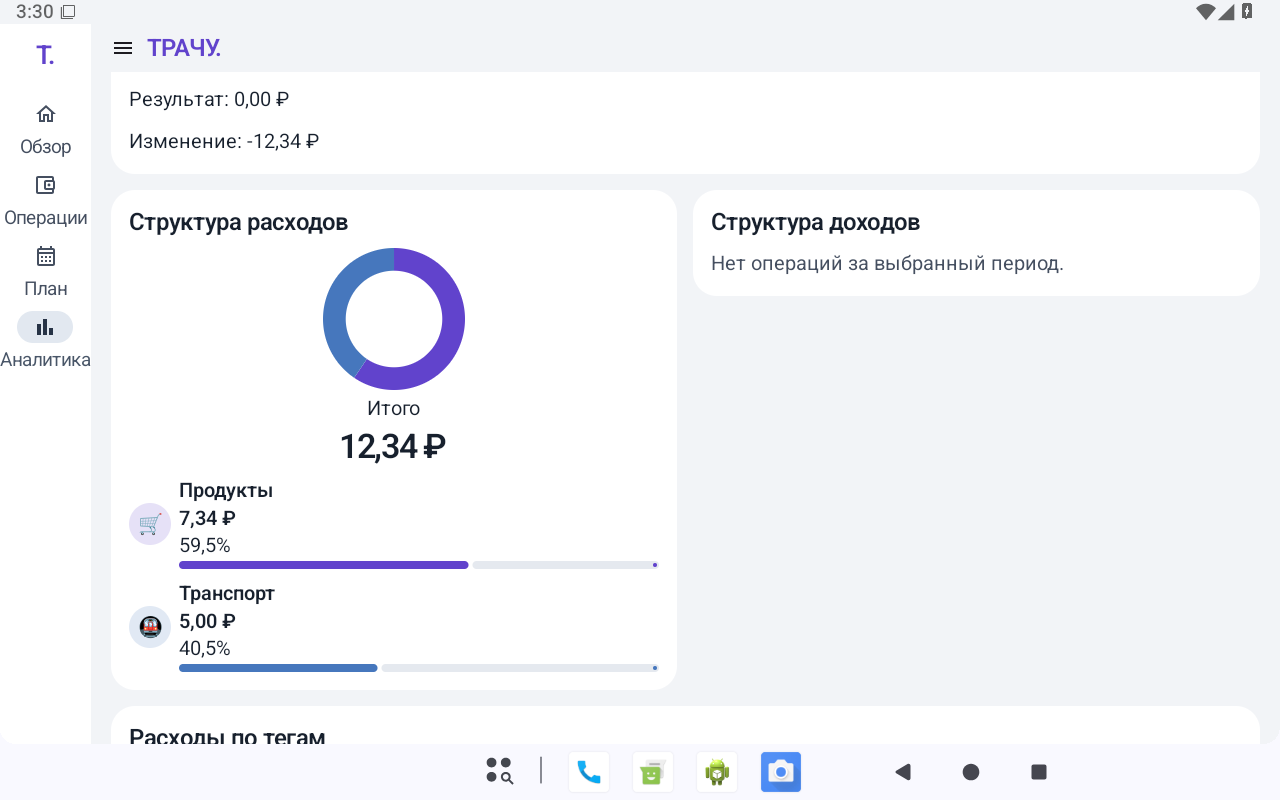 3:30
Т.
ТРАЧУ.
Обзор
Операции
План
Аналитика
Результат: 0,00 ₽
Изменение: -12,34 ₽
Структура расходов
Итого
12,34 ₽
Продукты
7,34 ₽
59,5%
Транспорт
5,00 ₽
40,5%
Структура доходов
Нет операций за выбранный период.
Расходы по тегам